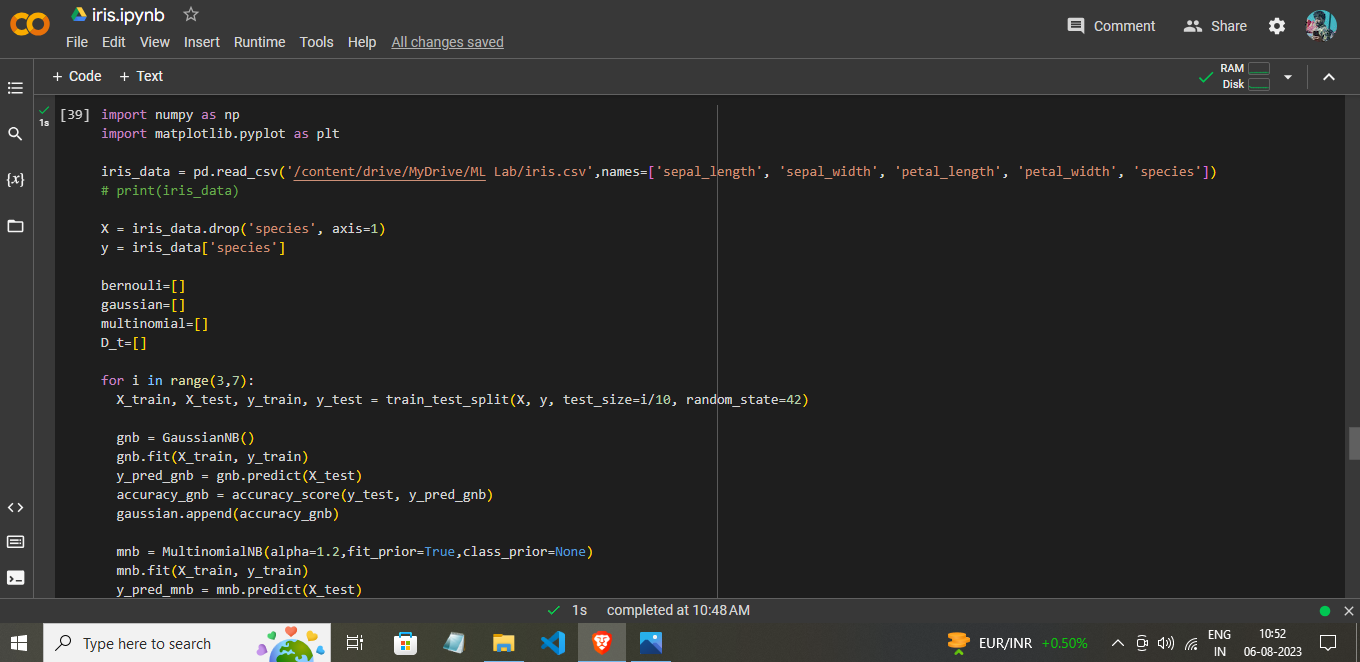 iris.ipynb
File Edit View Insert Runtime Tools Help All changes saved
Comment Share
+ Code + Text
RAM
Disk
1s
[39] import numpy as np
import matplotlib.pyplot as plt
iris_data = pd.read_csv('/content/drive/MyDrive/ML Lab/iris.csv',names=['sepal_length', 'sepal_width', 'petal_length', 'petal_width', 'species'])
# print(iris_data)
X = iris_data.drop('species', axis=1)
y = iris_data['species']
bernouli=[]
gaussian=[]
multinomial=[]
D_t=[]
for i in range(3,7):
X_train, X_test, y_train, y_test = train_test_split(X, y, test_size=i/10, random_state=42)
gnb = GaussianNB()
gnb.fit(X_train, y_train)
y_pred_gnb = gnb.predict(X_test)
accuracy_gnb = accuracy_score(y_test, y_pred_gnb)
gaussian.append(accuracy_gnb)
mnb = MultinomialNB(alpha=1.2,fit_prior=True,class_prior=None)
mnb.fit(X_train, y_train)
y_pred_mnb = mnb.predict(X_test)
{x}
1s completed at 10:48 AM
Type here to search
EUR/INR +0.50%
ENG
IN
10:52
06-08-2023